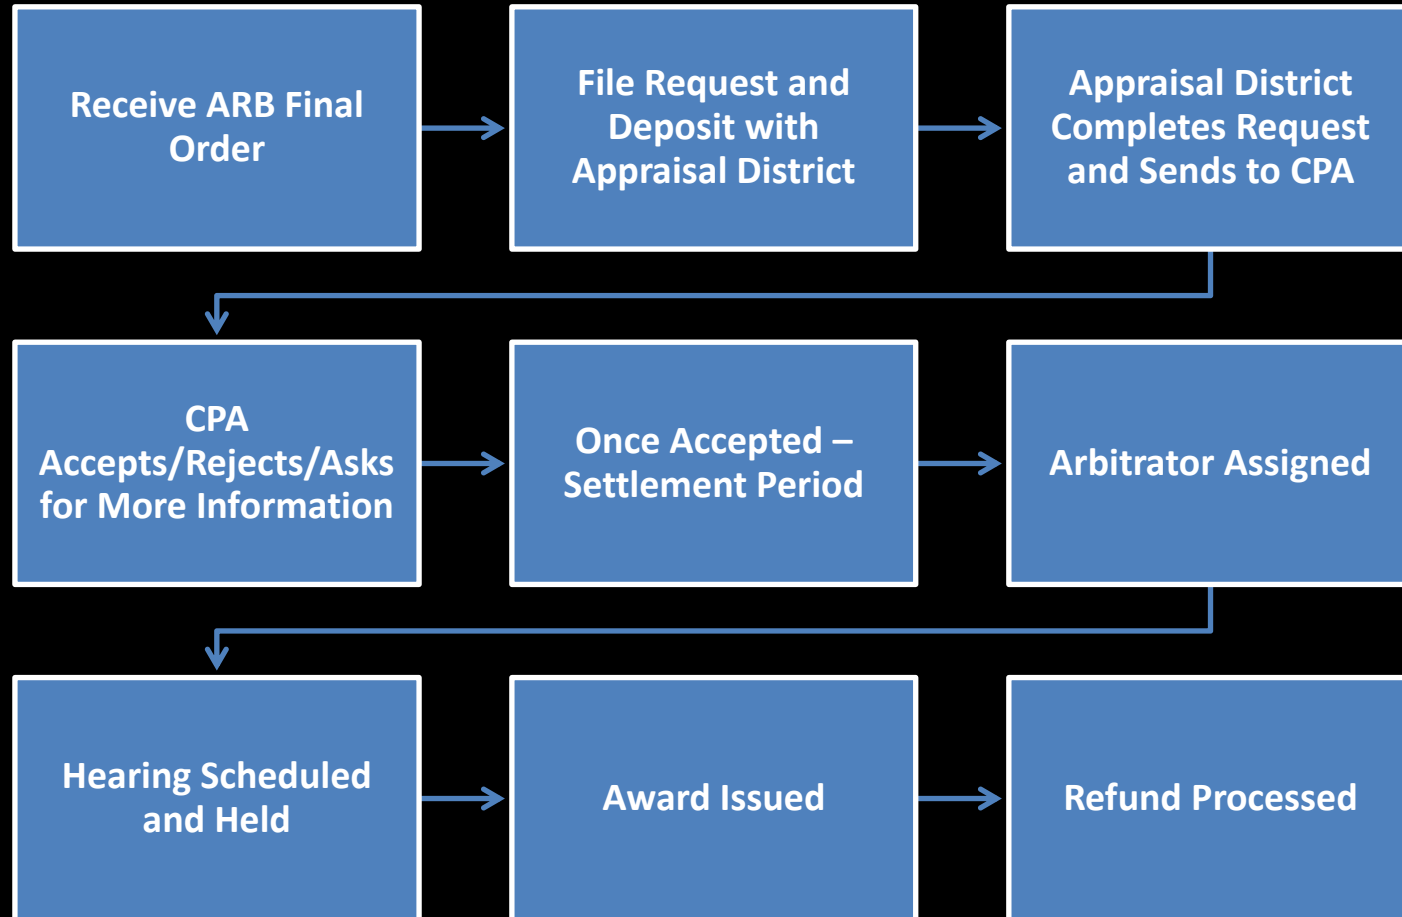 Receive ARB Final
Order
File Request and
Deposit with
Appraisal District
Appraisal District
Completes Request
and Sends to CPA
CPA
Accepts/Rejects/Asks
for More Information
Once Accepted –
Settlement Period
Arbitrator Assigned
Hearing Scheduled
and Held
Award Issued
Refund Processed